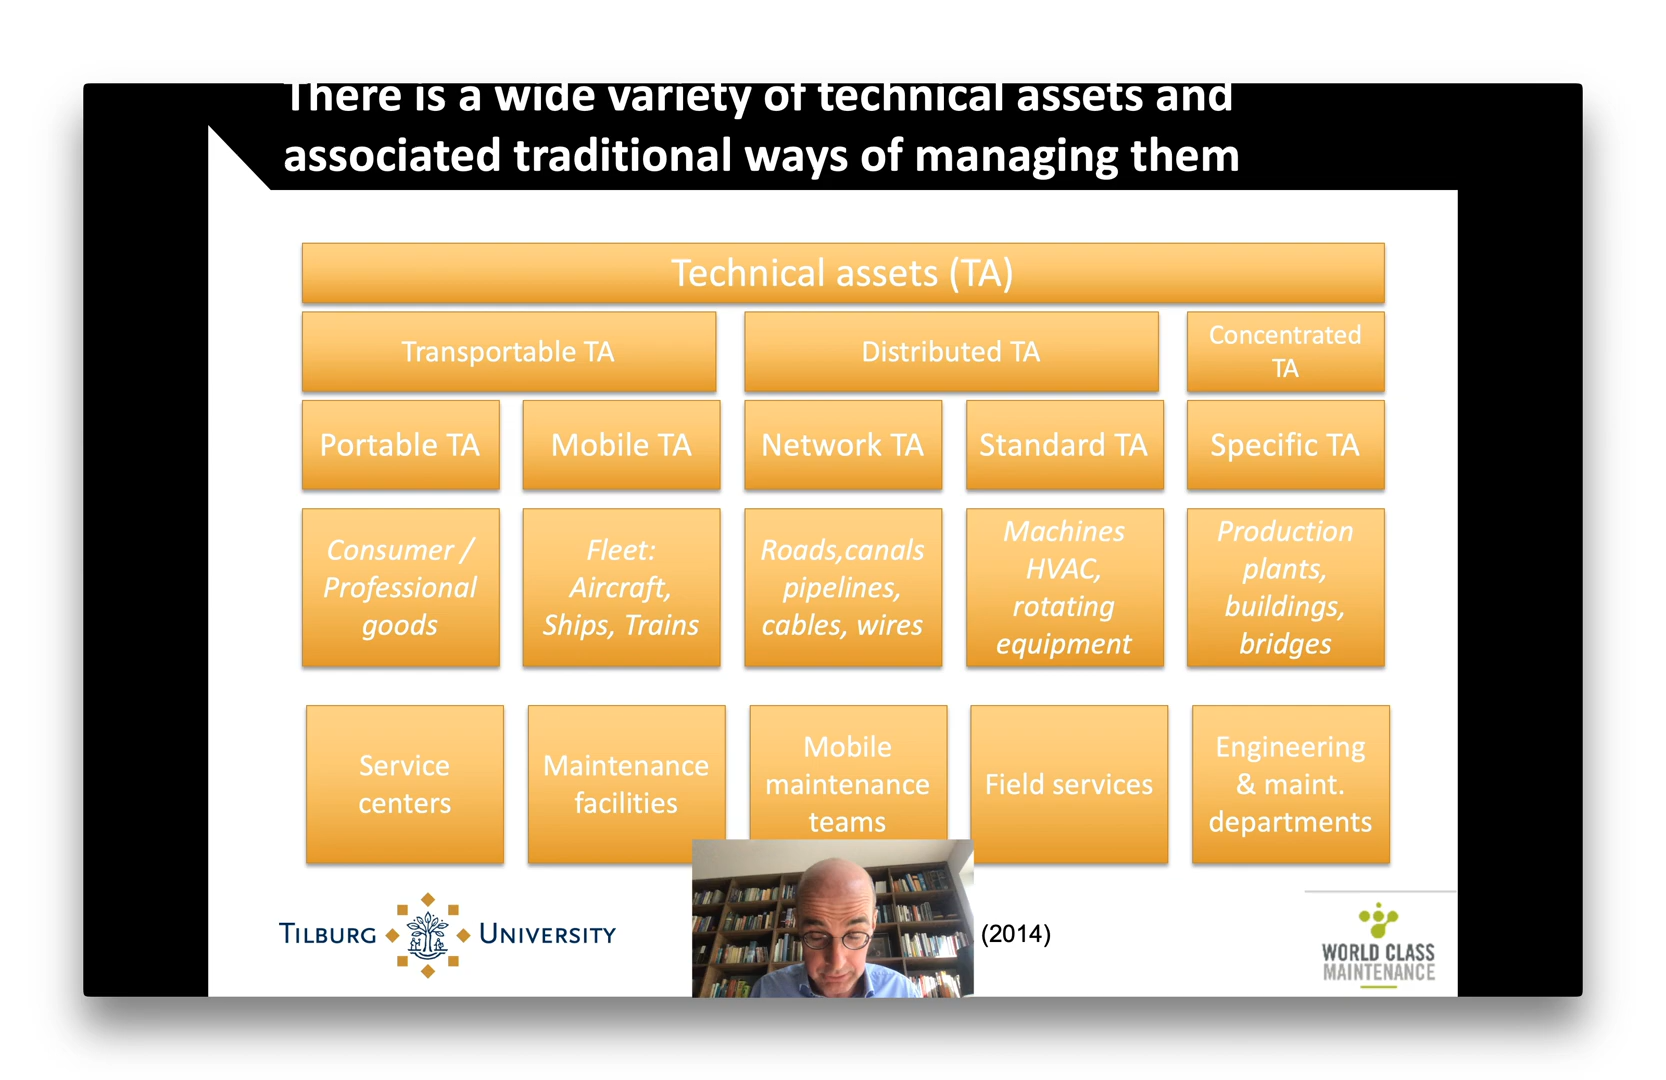 There is a wide variety of technical assets and
associated traditional ways of managing them
Technical assets (TA)
Transportable TA
Distributed TA
Concentrated
TA
Portable TA
Mobile TA
Network TA
Standard TA
Specific TA
Consumer /
Professional
goods
Fleet:
Aircraft,
Ships, Trains
Roads,canals
pipelines,
cables, wires
Machines
HVAC,
rotating
equipment
Production
plants,
buildings,
bridges
Service
centers
Maintenance
facilities
Mobile
maintenance
teams
Field services
Engineering
& maint.
departments
TILBURG UNIVERSITY
(2014)
WORLD CLASS
MAINTENANCE